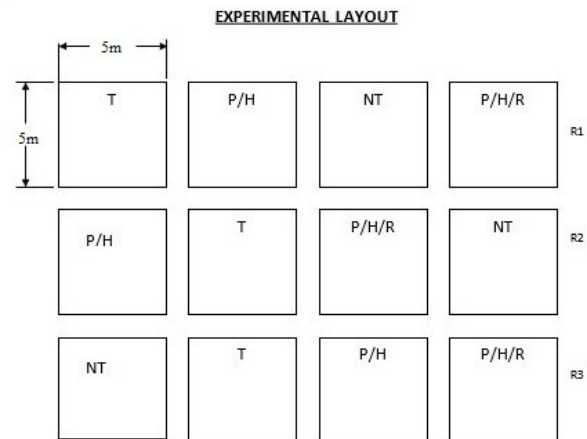 EXPERIMENTAL LAYOUT
5m
T P/H NT P/H/R
5m R1
P/H T P/H/R NT R2
NT T P/H P/H/R R3